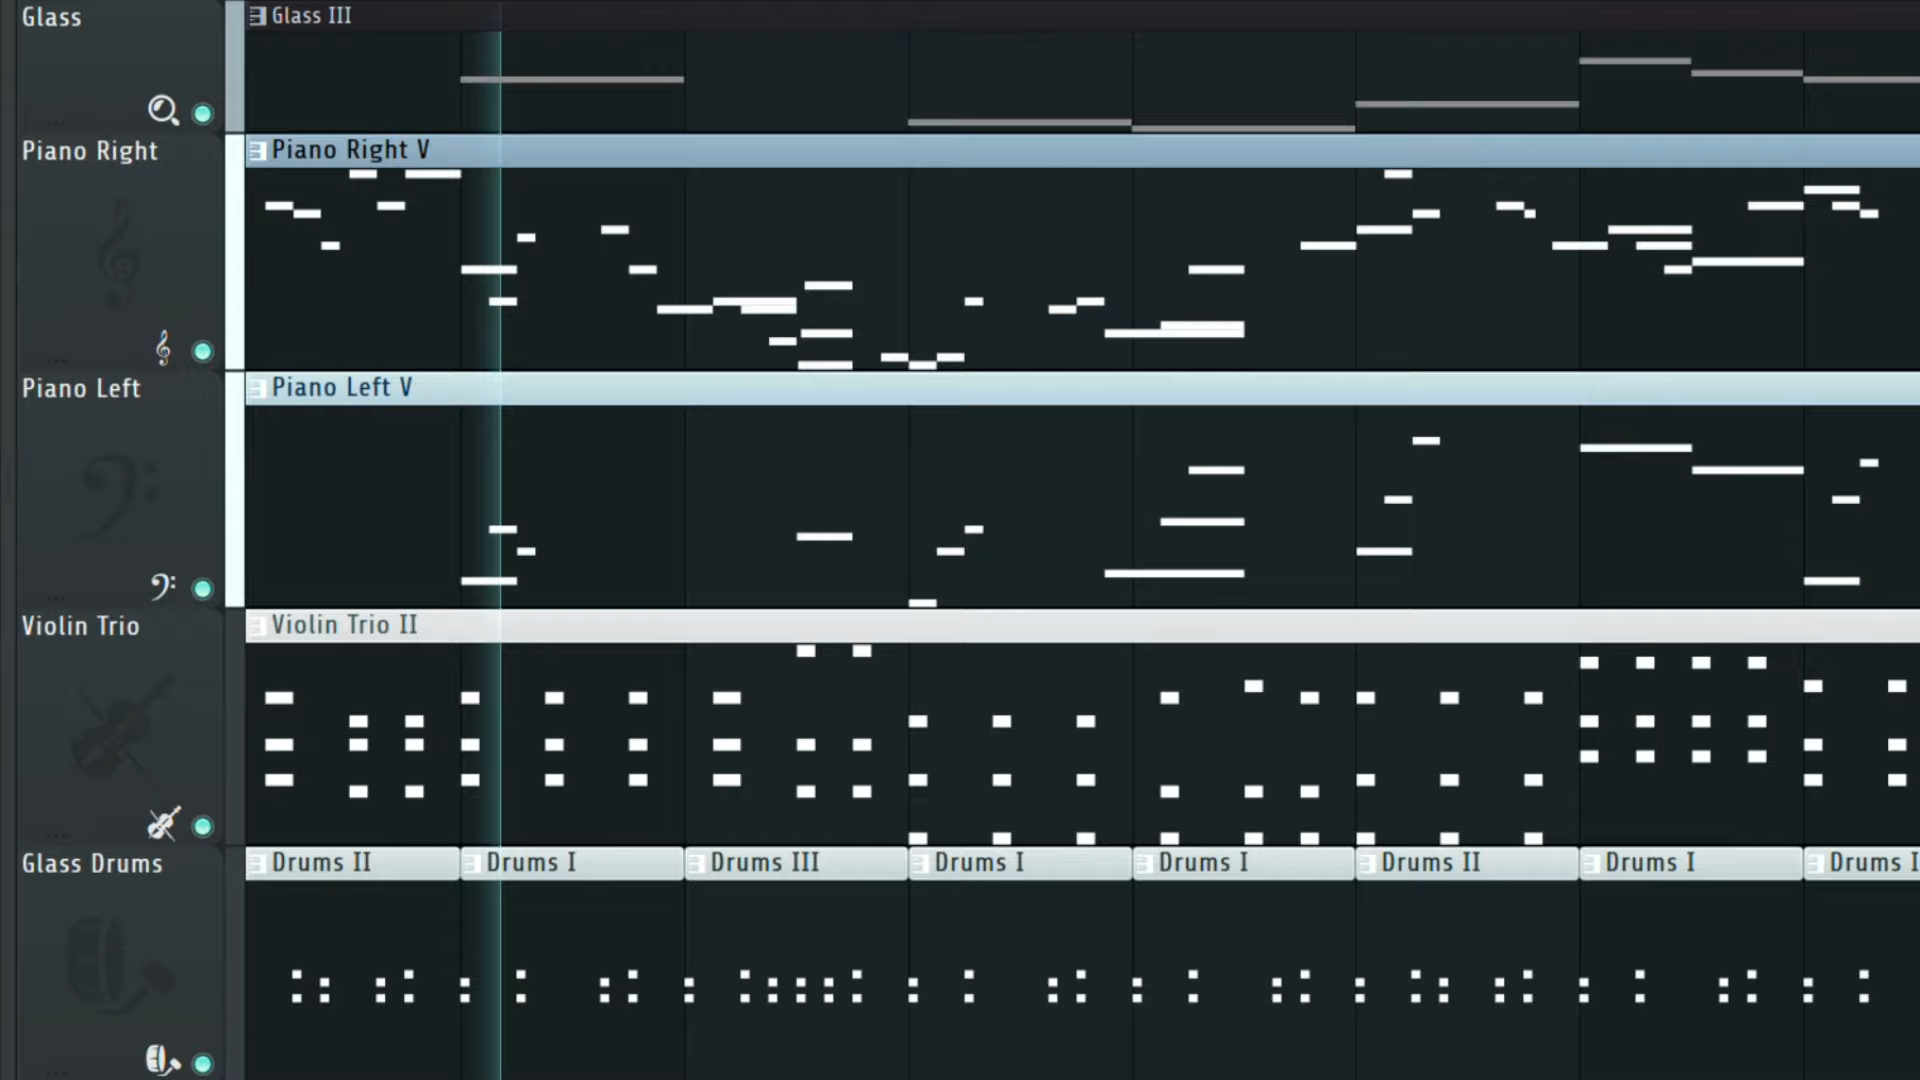 Glass
Glass III
...
Piano Right
Piano Right V
...
Piano Left
Piano Left V
...
Violin Trio
Violin Trio II
...
Glass Drums
Drums II
Drums I
Drums III
Drums I
Drums I
Drums II
Drums I
Drums I
...